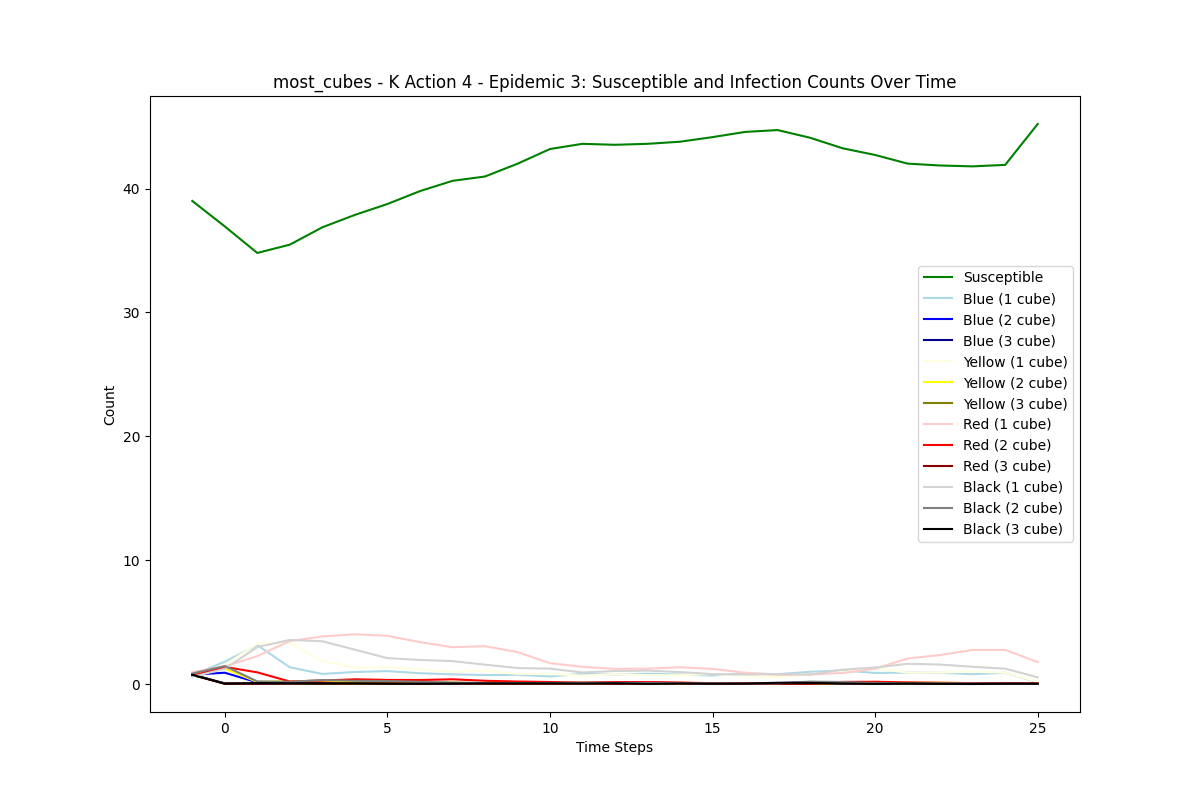 most_cubes - K Action 4 - Epidemic 3: Susceptible and Infection Counts Over Time
Count
40
30
20
10
0
Susceptible
Blue (1 cube)
Blue (2 cube)
Blue (3 cube)
Yellow (1 cube)
Yellow (2 cube)
Yellow (3 cube)
Red (1 cube)
Red (2 cube)
Red (3 cube)
Black (1 cube)
Black (2 cube)
Black (3 cube)
0 5 10 15 20 25
Time Steps